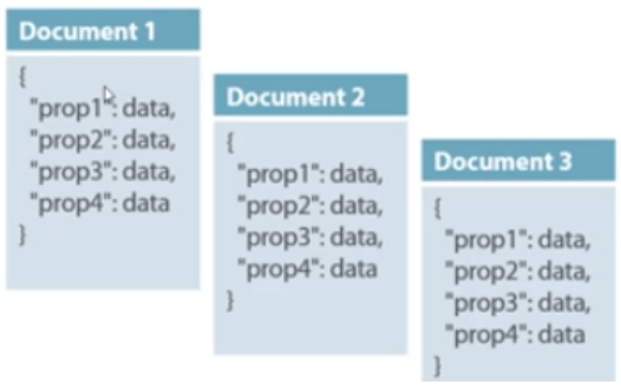 Document 1
{
"prop1": data,
"prop2": data,
"prop3": data,
"prop4": data
}
Document 2
{
"prop1": data,
"prop2": data,
"prop3": data,
"prop4": data
}
Document 3
{
"prop1": data,
"prop2": data,
"prop3": data,
"prop4": data
}